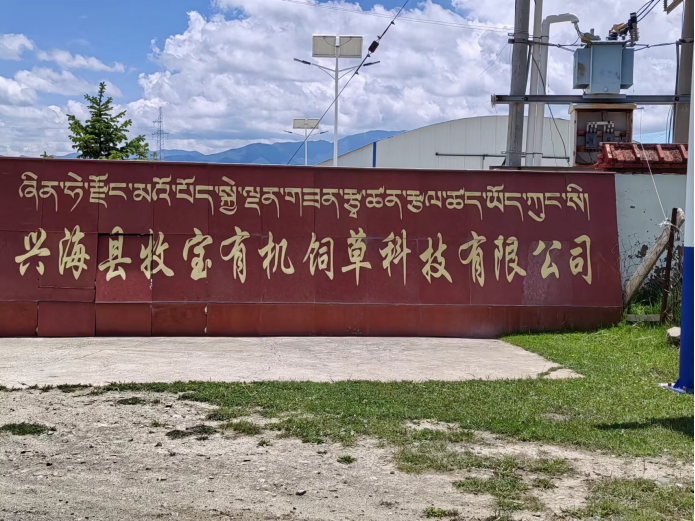 ཞིན་ཧེ་རྫོང་མའོ་པོད་སྐྱེ་ལྡན་གཟན་རྩྭ་ཚན་རྩལ་ཚད་ཡོད་ཀུང་སི།
兴海县牧宝有机饲草科技有限公司